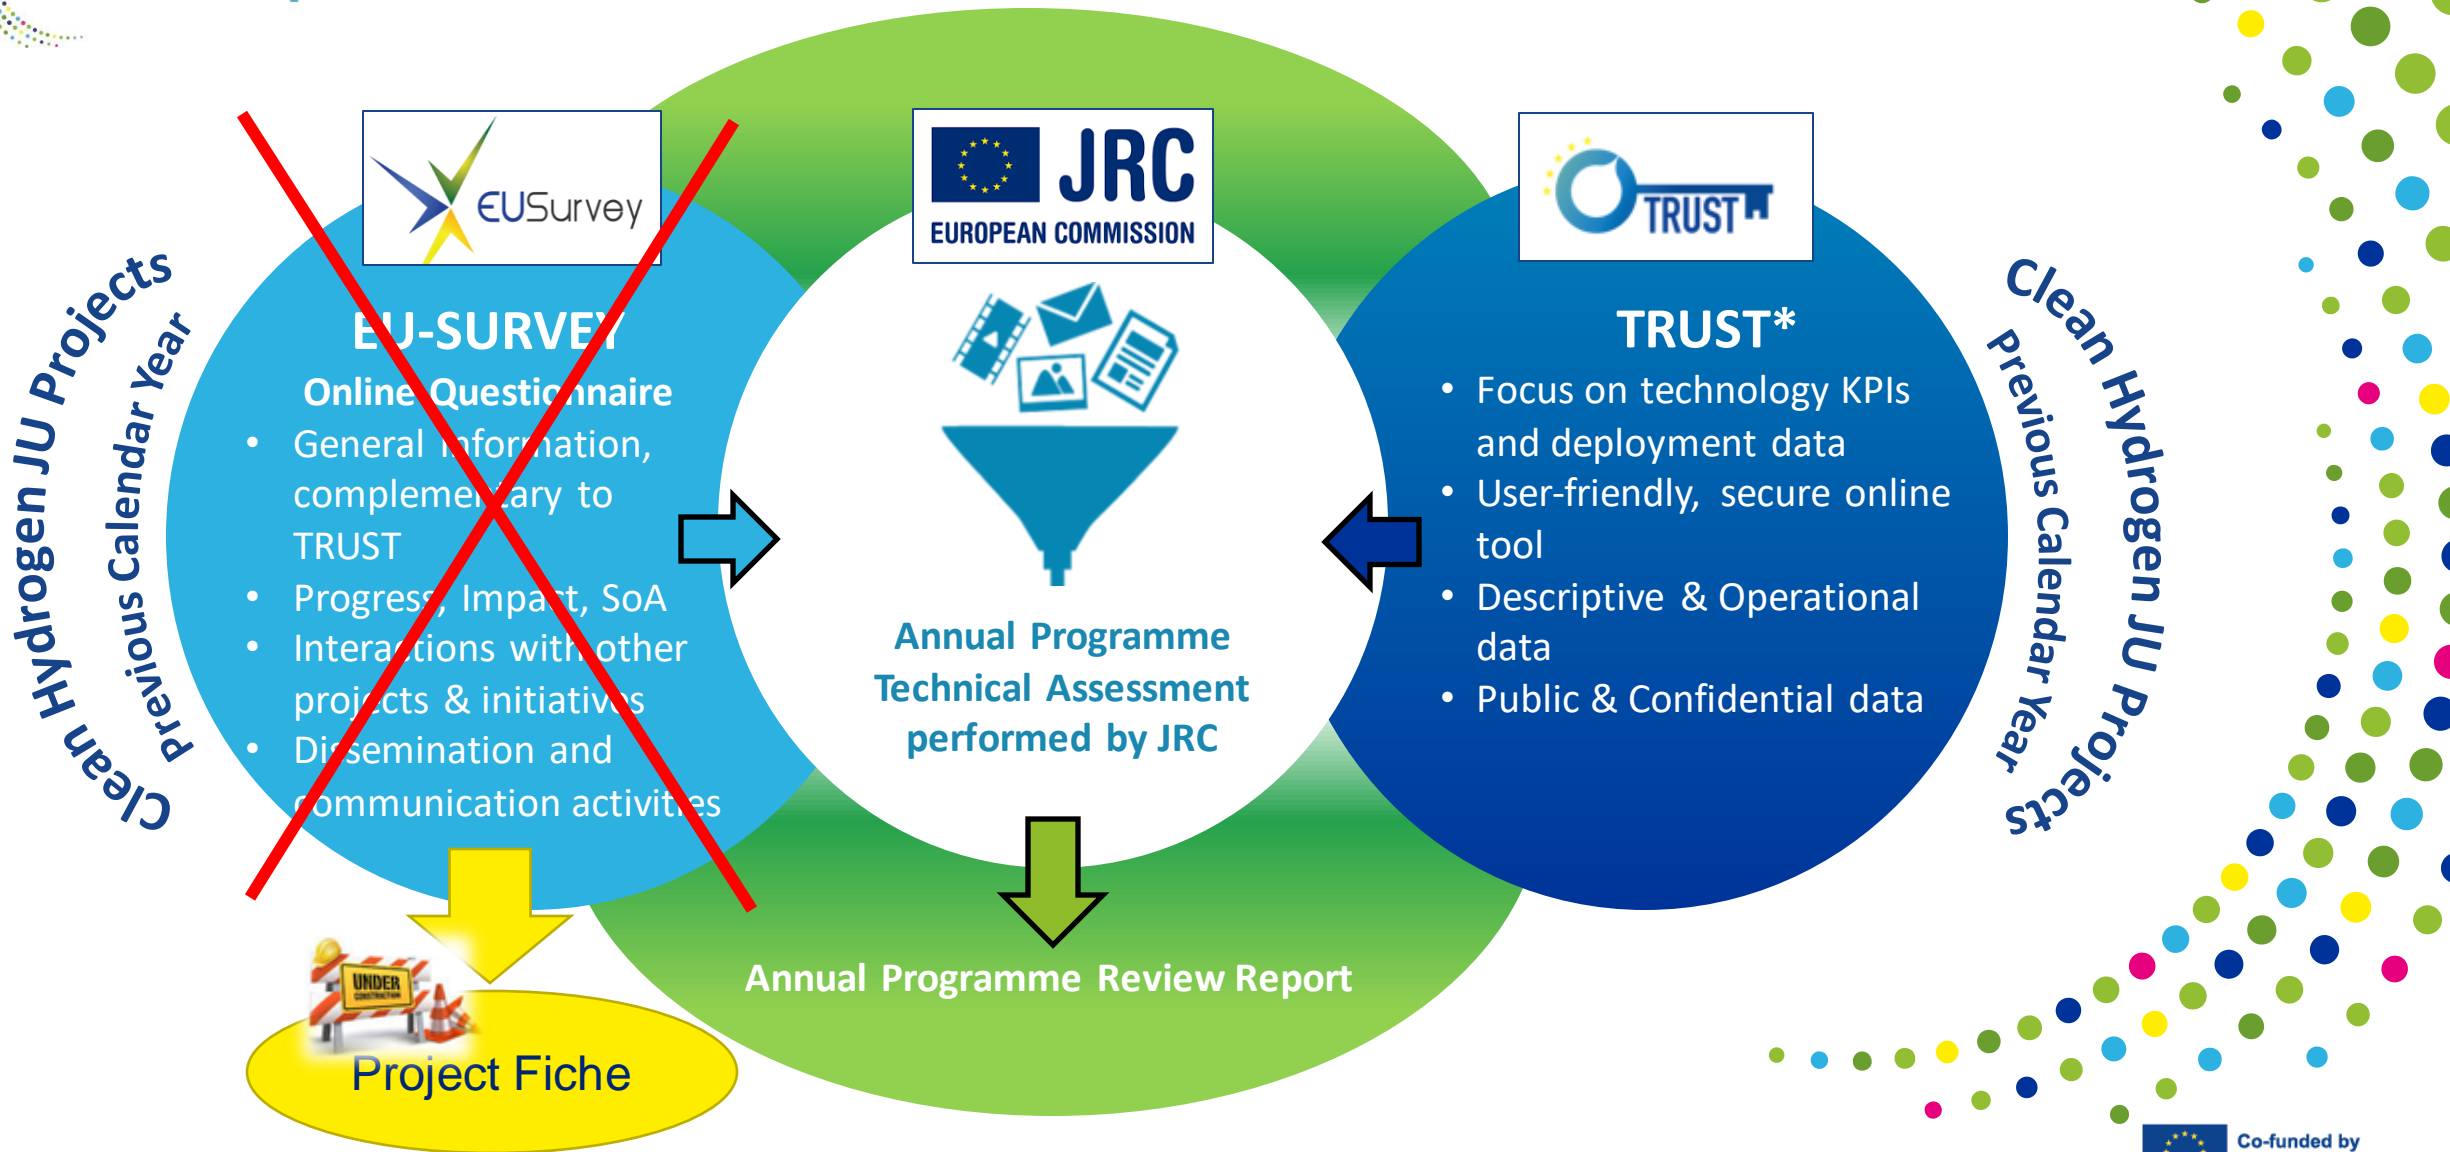 Clean Hydrogen JU Projects
Previous Calendar Year
EUSurvey
EU-SURVEY
Online Questionnaire
• General Information,
complementary to
TRUST
• Progress, Impact, SoA
• Interactions with other
projects & initiatives
• Dissemination and
communication activities
UNDER
CONSTRUCTION
Project Fiche
JRC
EUROPEAN COMMISSION
Annual Programme
Technical Assessment
performed by JRC
Annual Programme Review Report
TRUST
TRUST*
• Focus on technology KPIs
and deployment data
• User-friendly, secure online
tool
• Descriptive & Operational
data
• Public & Confidential data
Clean Hydrogen JU Projects
Previous Calendar Year
Co-funded by